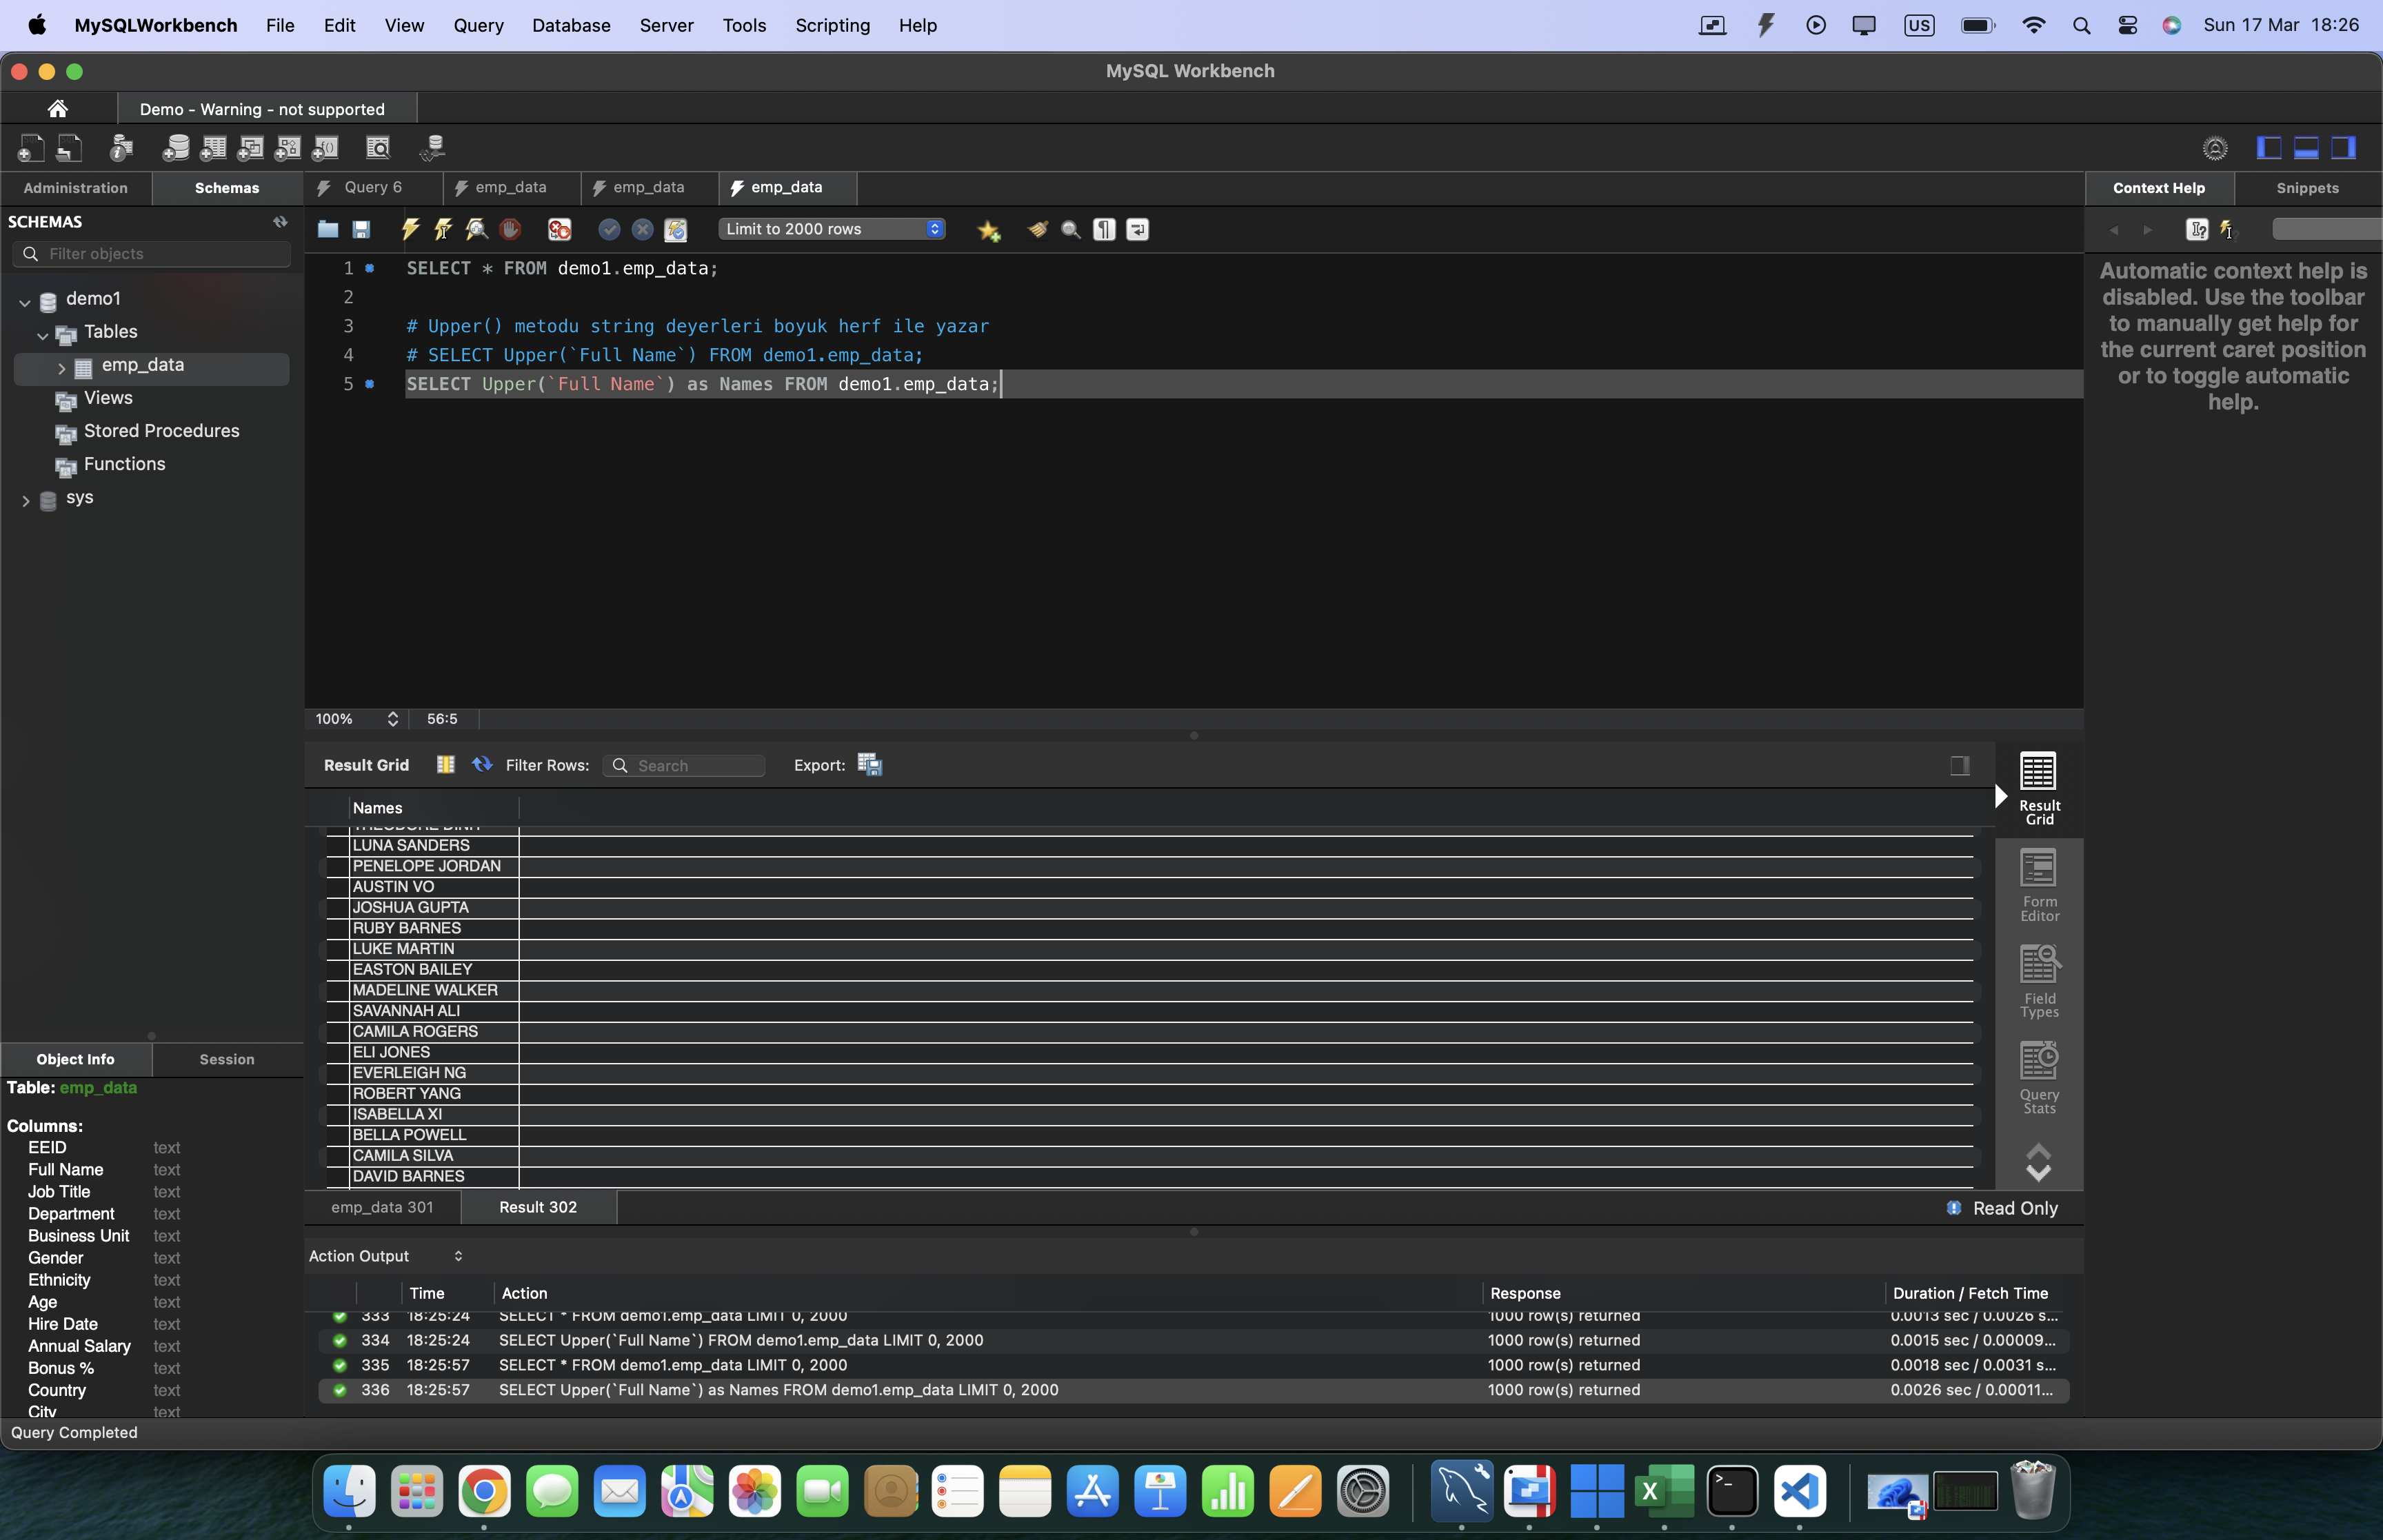 MySQLWorkbench File Edit View Query Database Server Tools Scripting Help US Sun 17 Mar 18:26
MySQL Workbench
Demo - Warning - not supported
Administration Schemas
Query 6 emp_data emp_data emp_data
Context Help Snippets
SCHEMAS
Filter objects
Limit to 2000 rows
demo1
Tables
emp_data
Views
Stored Procedures
Functions
sys
1 SELECT * FROM demo1.emp_data;
2
3 # Upper() metodu string deyerleri boyuk herf ile yazar
4 # SELECT Upper(`Full Name`) FROM demo1.emp_data;
5 SELECT Upper(`Full Name`) as Names FROM demo1.emp_data;
Automatic context help is
disabled. Use the toolbar
to manually get help for
the current caret position
or to toggle automatic
help.
100% 56:5
Result Grid Filter Rows: Search Export:
Names
THEODORE DINH
LUNA SANDERS
PENELOPE JORDAN
AUSTIN VO
JOSHUA GUPTA
RUBY BARNES
LUKE MARTIN
EASTON BAILEY
MADELINE WALKER
SAVANNAH ALI
CAMILA ROGERS
ELI JONES
EVERLEIGH NG
ROBERT YANG
ISABELLA XI
BELLA POWELL
CAMILA SILVA
DAVID BARNES
Result
Grid
Form
Editor
Field
Types
Query
Stats
emp_data 301 Result 302 Read Only
Object Info Session
Table: emp_data
Columns:
EEID text
Full Name text
Job Title text
Department text
Business Unit text
Gender text
Ethnicity text
Age text
Hire Date text
Annual Salary text
Bonus % text
Country text
City text
Action Output
Time Action Response Duration / Fetch Time
333 18:25:24 SELECT * FROM demo1.emp_data LIMIT 0, 2000 1000 row(s) returned 0.0013 sec / 0.0026 s...
334 18:25:24 SELECT Upper(`Full Name`) FROM demo1.emp_data LIMIT 0, 2000 1000 row(s) returned 0.0015 sec / 0.00009...
335 18:25:57 SELECT * FROM demo1.emp_data LIMIT 0, 2000 1000 row(s) returned 0.0018 sec / 0.0031 s...
336 18:25:57 SELECT Upper(`Full Name`) as Names FROM demo1.emp_data LIMIT 0, 2000 1000 row(s) returned 0.0026 sec / 0.00011...
Query Completed